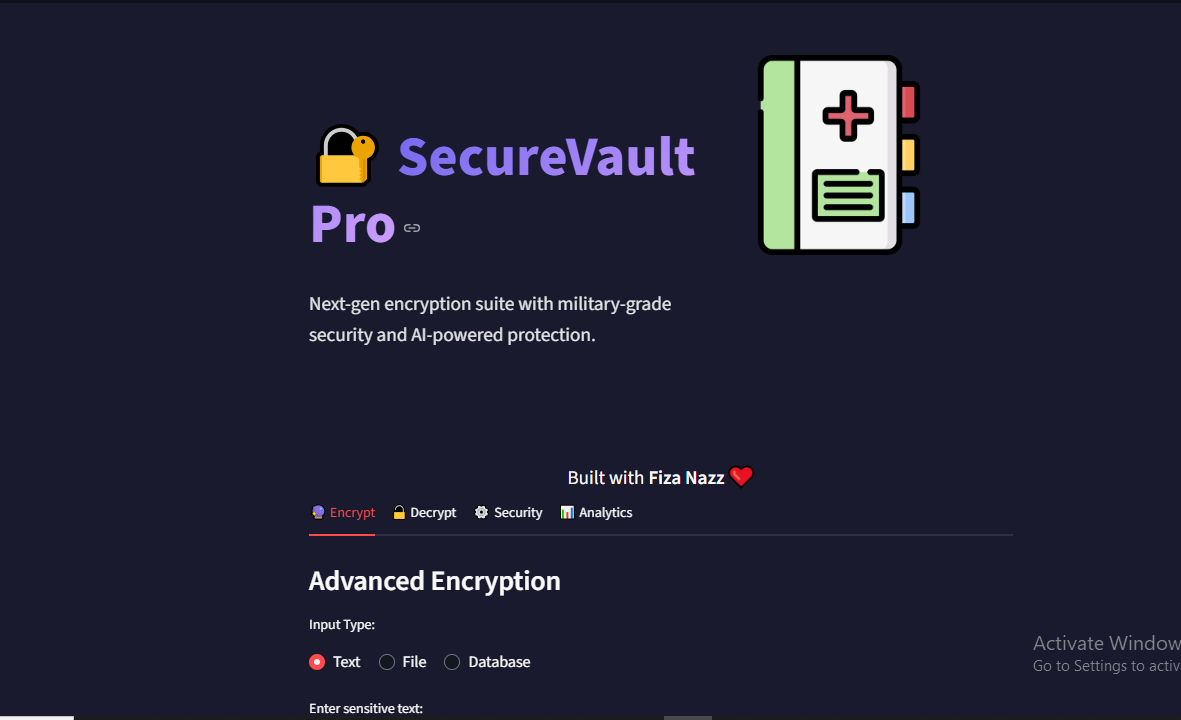 SecureVault
Pro
Next-gen encryption suite with military-grade
security and AI-powered protection.
Built with Fiza Nazz
Encrypt Decrypt Security Analytics
Advanced Encryption
Input Type:
Text File Database
Enter sensitive text:
Activate Window
Go to Settings to activ